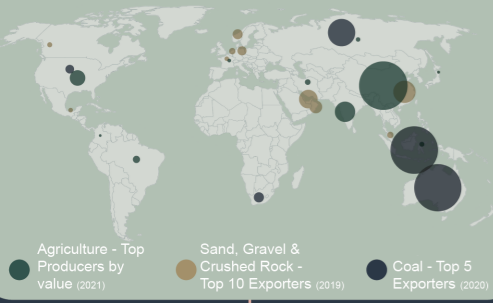 Agriculture - Top
Producers by
value (2021)
Sand, Gravel &
Crushed Rock -
Top 10 Exporters (2019)
Coal - Top 5
Exporters (2020)